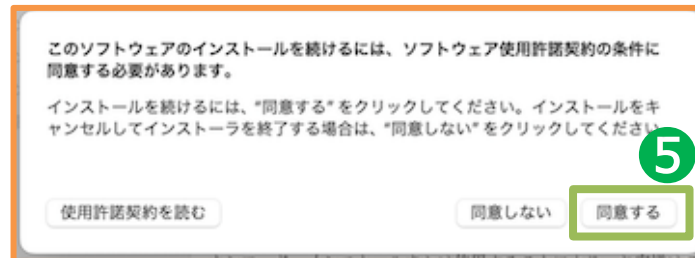 このソフトウェアのインストールを続けるには、ソフトウェア使用許諾契約の条件に
同意する必要があります。
インストールを続けるには、“同意する” をクリックしてください。インストールをキ
ャンセルしてインストーラを終了する場合は、“同意しない” をクリックしてください
5
使用許諾契約を読む
同意しない
同意する